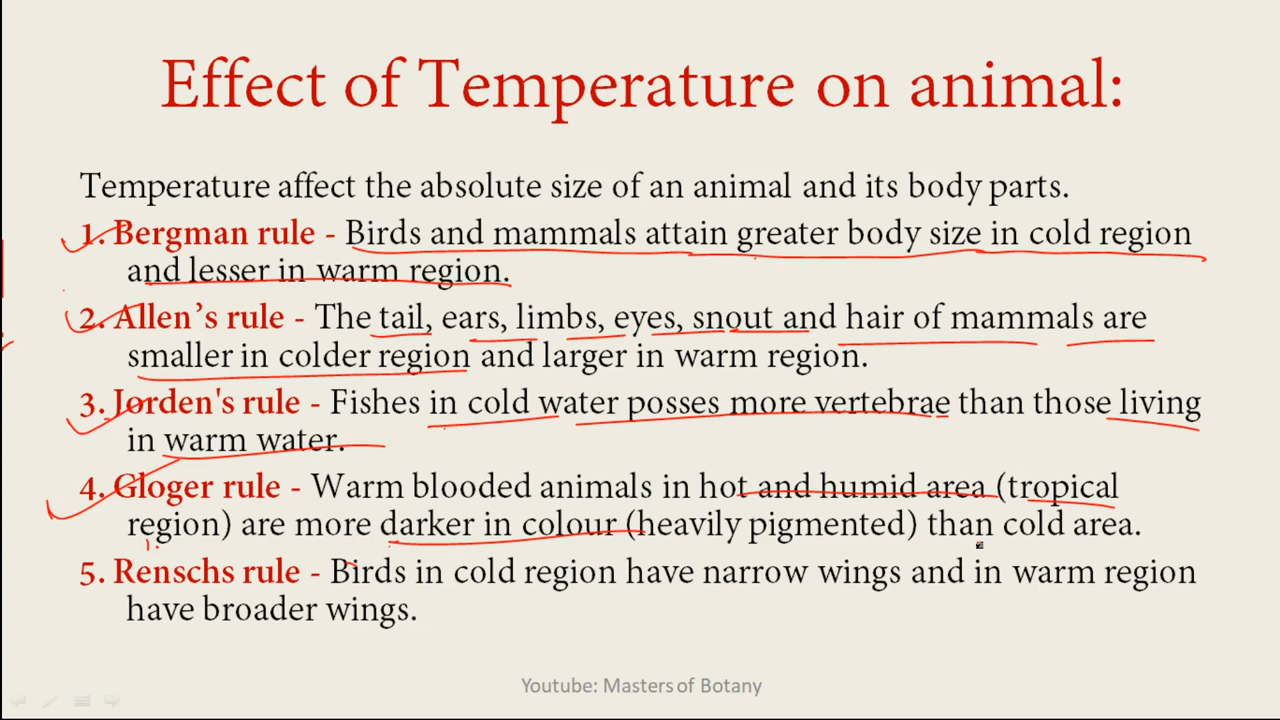 Effect of Temperature on animal:
Temperature affect the absolute size of an animal and its body parts.
1. Bergman rule - Birds and mammals attain greater body size in cold region
and lesser in warm region.
2. Allen’s rule - The tail, ears, limbs, eyes, snout and hair of mammals are
smaller in colder region and larger in warm region.
3. Jorden's rule - Fishes in cold water posses more vertebrae than those living
in warm water.
4. Gloger rule - Warm blooded animals in hot and humid area (tropical
region) are more darker in colour (heavily pigmented) than cold area.
5. Renschs rule - Birds in cold region have narrow wings and in warm region
have broader wings.
Youtube: Masters of Botany